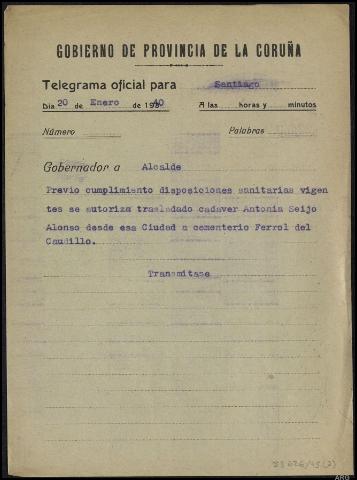 GOBIERNO DE PROVINCIA DE LA CORUÑA
Telegrama oficial para Santiago
Día 20 de Enero de 1940 A las horas y minutos
Número Palabras
Gobernador a Alcalde
Previo cumplimiento disposiciones sanitarias vigen
tes se autoriza trasladado cadaver Antonia Seijo
Alonso desde esa Ciudad a cementerio Ferrol del
Caudillo.
Transmitase